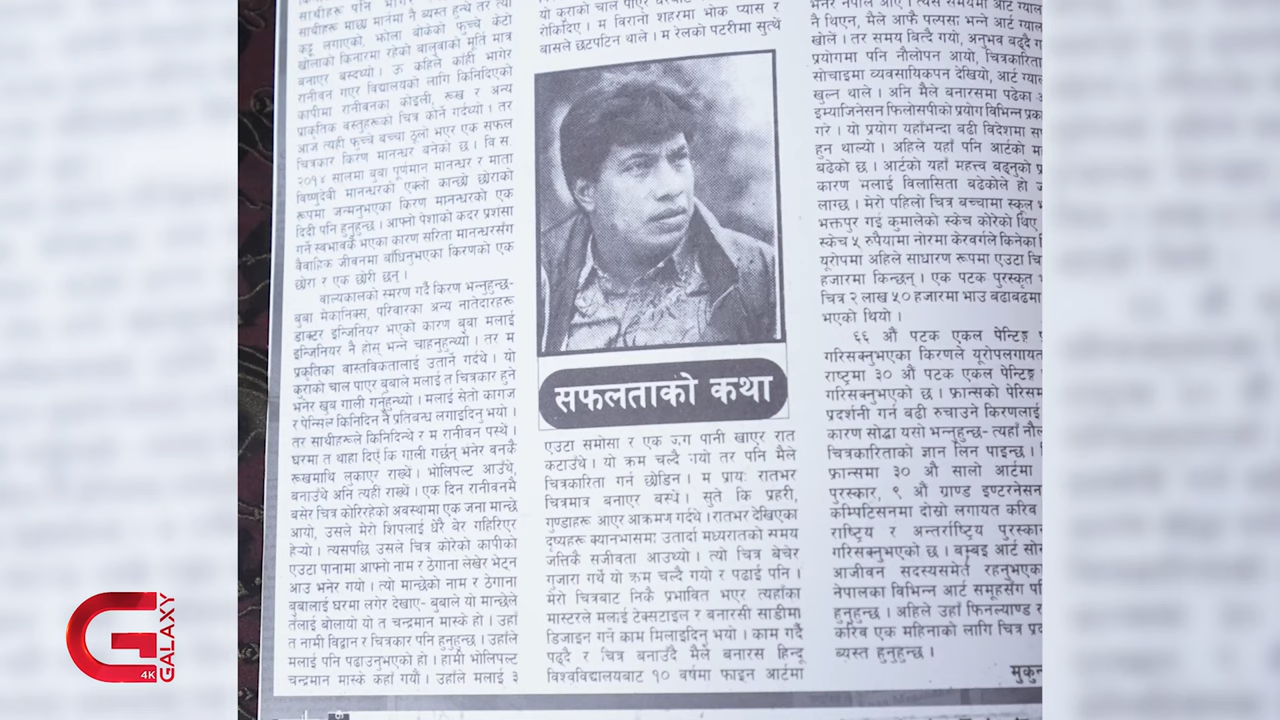 साथीहरू पनि भागेर
साथीहरू माछा मार्नमा नै व्यस्त हुन्थे तर त्यो
कट्टु लगाएको, झोला बोकेको फुच्चे केटो
खोलाको किनारमा रहेको बालुवाको मूर्ति मात्र
बनाएर बस्दथ्यो । ऊ कहिले काहीं भागेर
रानीवन गएर विद्यालयको लागि किनिदिएको
कापीमा रानीवनका कोइली, रूख र अन्य
प्राकृतिक बस्तुहरूको चित्र कोर्ने गर्दथ्यो । तर
आज त्यही फुच्चे बच्चा ठूलो भएर एक सफल
चित्रकार किरण मानन्धर बनेको छ । वि.सं.
२०१४ सालमा बुबा पूर्णमान मानन्धर र माता
विष्णुदेवी मानन्धरको एक्लो कान्छो छोराको
रूपमा जन्मनुभएका किरण मानन्धरको एक
दिदी पनि हुनुहुन्छ । आफ्नो पेशाको कदर प्रशंसा
गर्ने स्वभावकै भएका कारण सरिता मानन्धरसँग
वैवाहिक जीवनमा बाँधिनुभएका किरणको एक
छोरा र एक छोरी छन् ।
बाल्यकालको स्मरण गर्दै किरण भन्नुहुन्छ-
बुबा मेकानिक्स, परिवारका अन्य नातेदारहरू
डाक्टर इन्जिनियर भएको कारण बुबा मलाई
इन्जिनियर नै होस् भन्ने चाहनुहुन्थ्यो । तर म
प्रकृतिका वास्तविकतालाई उतार्ने गर्दथे । यो
कुराको चाल पाएर बुबाले मलाई त चित्रकार हुने
भनेर खुब गाली गर्नुहुन्थ्यो । मलाई सेतो कागज
र पेन्सिल किनिदिन नै प्रतिबन्ध लगाइदिनु भयो ।
तर साथीहरूले किनिदिन्थे र म रानीवन पस्थें ।
घरमा त थाहा दिएँ कि गाली गर्छन् भनेर बनकै
रूखमाथि लुकाएर राख्थें । भोलिपल्ट आउँथे,
बनाउँथे अनि त्यहीं राख्थें । एक दिन रानीवनमै
बसेर चित्र कोरिरहेको अवस्थामा एक जना मान्छे
आयो, उसले मेरो शिपलाई धेरै बेर गहिरिएर
हेर्‍यो । त्यसपछि उसले चित्र कोरेको कापीको
एउटा पानामा आफ्नो नाम र ठेगाना लेखेर भेट्न
आउ भनेर गयो । त्यो मान्छेको नाम र ठेगाना
बुबालाई घरमा लगेर देखाए- बुबाले यो मान्छेले
तँलाई बोलायो यो त चन्द्रमान मास्के हो । उहाँ
त नामी विद्वान र चित्रकार पनि हुनुहुन्छ । उहाँले
मलाई पनि पढाउनुभएको हो । हामी भोलिपल्ट
चन्द्रमान मास्के कहाँ गयौं । उहाँले मलाई ३
यो कुराको चाल पाएर
रोकिदिए । म बिरानो शहरमा भोक प्यास र
बासले छटपटिन थाले । म रेलको पटरीमा सुत्थें
सफलताको कथा
एउटा समोसा र एक जग पानी खाएर रात
कटाउँथे । यो क्रम चल्दै गयो तर पनि मैले
चित्रकारिता गर्न छोडिन । म प्रायः रातभर
चित्रमात्र बनाएर बस्थें । सुते कि प्रहरी,
गुण्डाहरू आएर आक्रमण गर्दथे । रातभर देखिएका
दृष्यहरू क्यानभासमा उतार्दा मध्यरातको समय
जत्तिकै सजीवता आउथ्यो । त्यो चित्र बेचेर
गुजारा गर्थे यो क्रम चल्दै गयो र पढाई पनि ।
मेरो चित्रबाट निकै प्रभावित भएर त्यहाँका
मास्टरले मलाई टेक्सटाइल र बनारसी साडीमा
डिजाइन गर्ने काम मिलाइदिनु भयो । काम गर्दै
पढ्दै र चित्र बनाउँदै मैले बनारस हिन्दू
विश्वविद्यालयबाट १० वर्षमा फाइन आर्टमा
भनेर नेपाल आएँ । त्यस समयमा आर्ट
नै थिएन, मैले आफै पल्पसा भन्ने आर्ट
खोलें । तर समय बित्दै गयो, अनुभव बढ्दै
प्रयोगमा पनि नौलोपन आयो, चित्रकारिता
सोचाइमा व्यवसायिकपन देखियो, आर्ट
खुल्न थाले । अनि मैले बनारसमा पढेका
इम्याजिनेसन फिलोसपीको प्रयोग विभिन्न
गरे । यो प्रयोग यहाँभन्दा बढी विदेशमा
हुन थाल्यो । अहिले यहाँ पनि आर्टको
बढेको छ । आर्टको यहाँ महत्त्व बढ्नुको
कारण मलाई विलासिता बढेकोले हो
लाग्छ । मेरो पहिलो चित्र बच्चामा स्कूल
भक्तपुर गई कुमालेको स्केच कोरेको थिए
स्केच ५ रुपैयामा नोरमा केरवर्गले किनेका
यूरोपमा अहिले साधारण रूपमा एउटा
हजारमा किन्छन् । एक पटक पुरस्कृत
चित्र २ लाख ५० हजारमा भाउ बढाबढमा
भएको थियो ।
६६ औं पटक एकल पेन्टिङ
गरिसक्नुभएका किरणले यूरोपलगायत
राष्ट्रमा ३० औं पटक एकल पेन्टिङ्ग
गरिसक्नुभएको छ । फ्रान्सको पेरिसमा
प्रदर्शनी गर्न बढी रुचाउने किरणलाई
कारण सोद्धा यसो भन्नुहुन्छ- त्यहाँ
चित्रकारिताको ज्ञान लिन पाइन्छ ।
फ्रान्समा ३० औं सालो आर्टमा
पुरस्कार, ९ औं ग्राण्ड इण्टरनेसन
कम्पिटिसनमा दोस्रो लगायत करिव
राष्ट्रिय र अन्तर्राष्ट्रिय पुरस्कार
गरिसक्नुभएको छ । बम्बइ आर्ट
आजीवन सदस्यसमेत रहनुभएका
नेपालका विभिन्न आर्ट समूहसँग
हुनुहुन्छ । अहिले उहाँ फिनल्याण्ड
करिव एक महिनाको लागि चित्र
व्यस्त हुनुहुन्छ ।
G 4K GALAXY